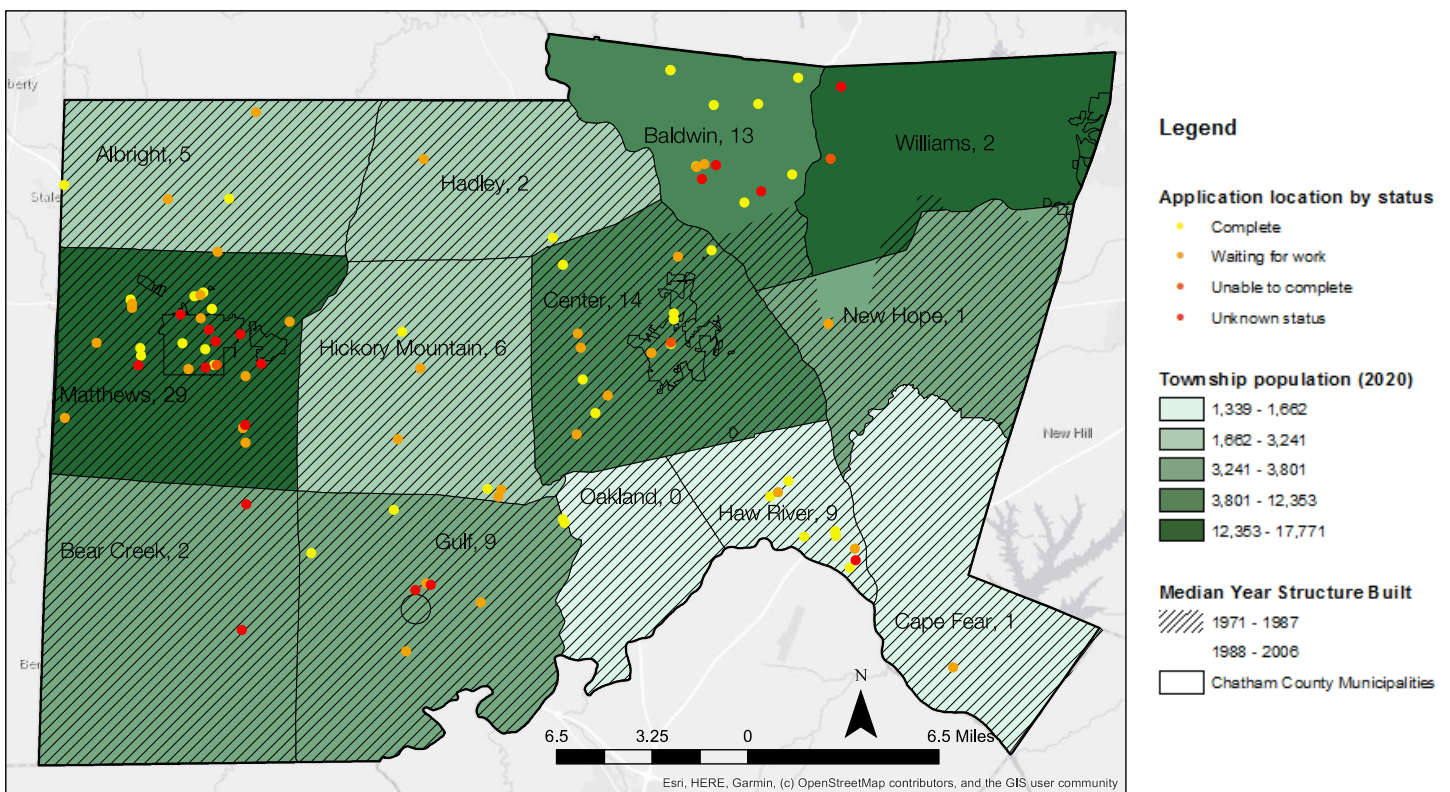 berty
Stale
Albright, 5
Hadley, 2
Baldwin, 13
Williams, 2
Center, 14
New Hope, 1
Hickory Mountain, 6
Matthews, 29
New Hill
Oakland, 0
Haw River, 9
Bear Creek, 2
Gulf, 9
Cape Fear, 1
Ben
N
6.5 3.25 0 6.5 Miles
Esri, HERE, Garmin, (c) OpenStreetMap contributors, and the GIS user community
Legend
Application location by status
Complete
Waiting for work
Unable to complete
Unknown status
Township population (2020)
1,339 - 1,662
1,662 - 3,241
3,241 - 3,801
3,801 - 12,353
12,353 - 17,771
Median Year Structure Built
1971 - 1987
1988 - 2006
Chatham County Municipalities